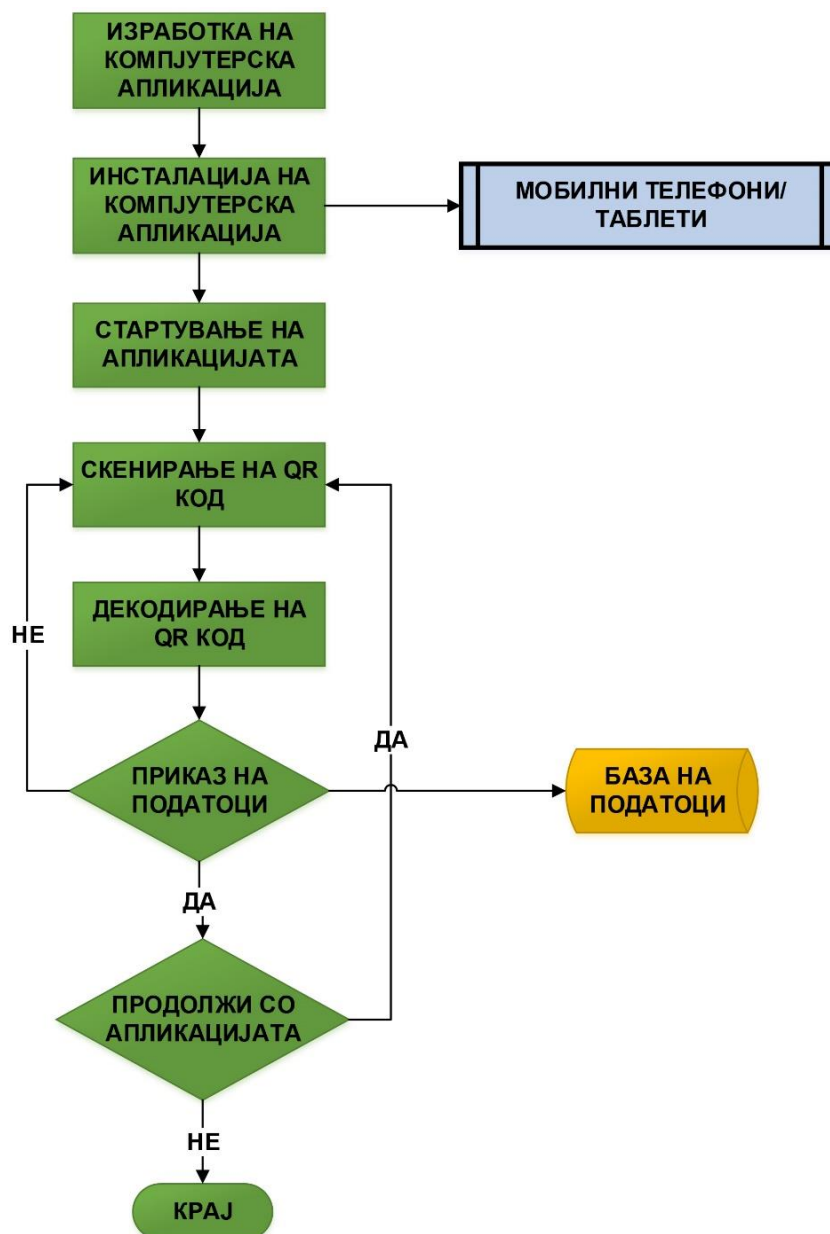 ИЗРАБОТКА НА
КОМПЈУТЕРСКА
АПЛИКАЦИЈА
ИНСТАЛАЦИЈА НА
КОМПЈУТЕРСКА
АПЛИКАЦИЈА
МОБИЛНИ ТЕЛЕФОНИ/
ТАБЛЕТИ
СТАРТУВАЊЕ НА
АПЛИКАЦИЈАТА
СКЕНИРАЊЕ НА QR
КОД
ДЕКОДИРАЊЕ НА
QR КОД
НЕ
ДА
ПРИКАЗ НА
ПОДАТОЦИ
БАЗА НА
ПОДАТОЦИ
ДА
ПРОДОЛЖИ СО
АПЛИКАЦИЈАТА
НЕ
КРАЈ